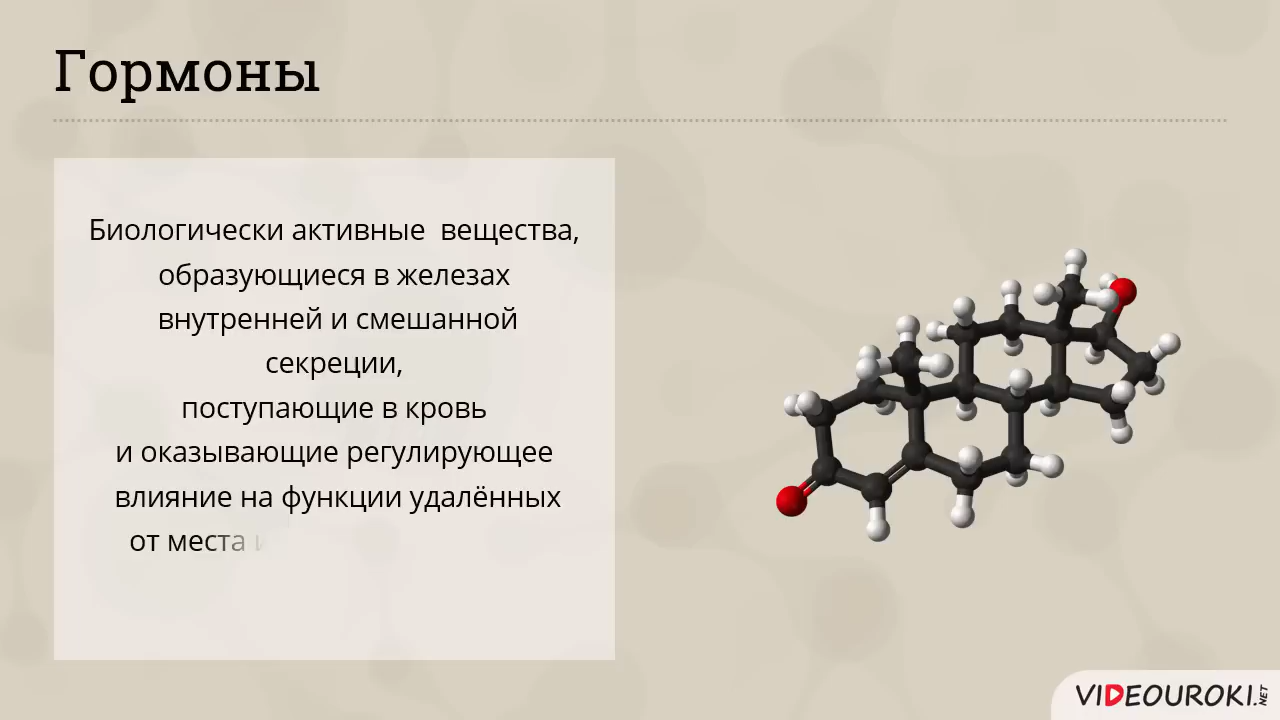 Гормоны
Биологически активные вещества,
образующиеся в железах
внутренней и смешанной
секреции,
поступающие в кровь
и оказывающие регулирующее
влияние на функции удалённых
от места
VIDEOUROKI.NET